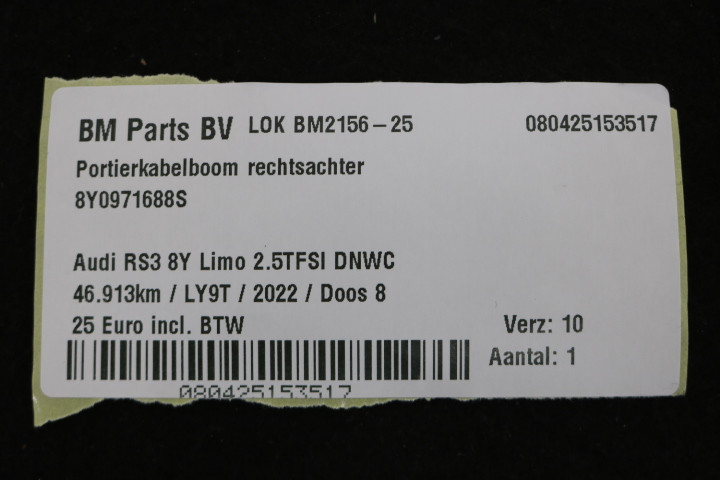 BM Parts BV LOK BM2156-25 080425153517
Portierkabelboom rechtsachter
8Y0971688S
Audi RS3 8Y Limo 2.5TFSI DNWC
46.913km / LY9T / 2022 / Doos 8
25 Euro incl. BTW Verz: 10
Aantal: 1
080425153517